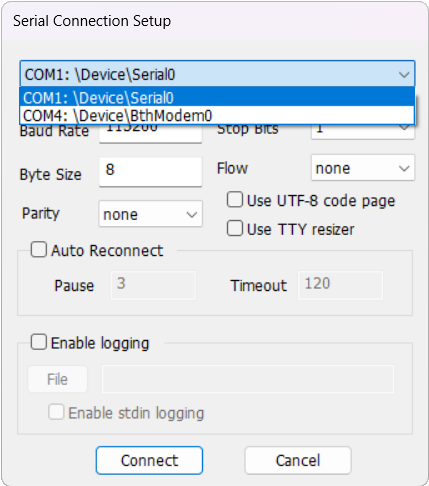 Serial Connection Setup
COM1: \Device\Serial0
COM1: \Device\Serial0
COM4: \Device\BthModem0
Baud Rate 115200 Stop Bits 1
Byte Size 8 Flow none
Parity none Use UTF-8 code page
Use TTY resizer
Auto Reconnect
Pause 3 Timeout 120
Enable logging
File
Enable stdin logging
Connect Cancel